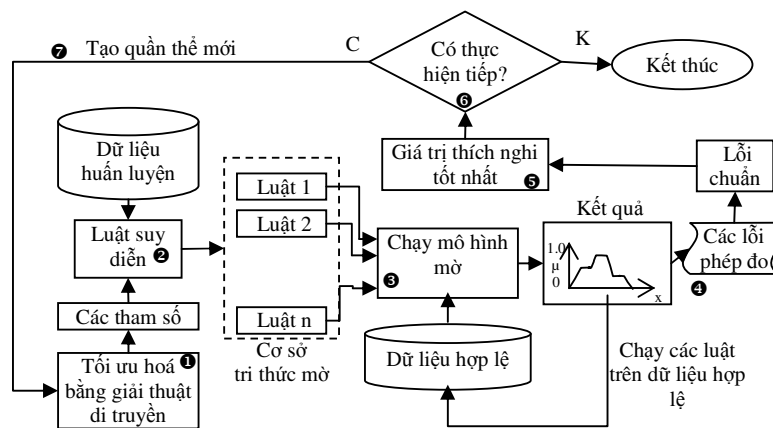 ❼ Tạo quần thể mới
C
Có thực
hiện tiếp?
❻
K
Kết thúc
Dữ liệu
huấn luyện
Giá trị thích nghi
tốt nhất ❺
Lỗi
chuẩn
Luật 1
Luật 2
Luật n
Luật suy
diễn ❷
Chạy mô hình
mờ
❸
Kết quả
1.0
μ
0
x
Các lỗi
phép đo(
❹
Các tham số
Cơ sở
tri thức mờ
Dữ liệu hợp lệ
Chạy các luật
trên dữ liệu hợp
lệ
Tối ưu hoá ❶
bằng giải thuật
di truyền